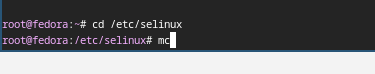 root@fedora:~# cd /etc/selinux
root@fedora:/etc/selinux# mc